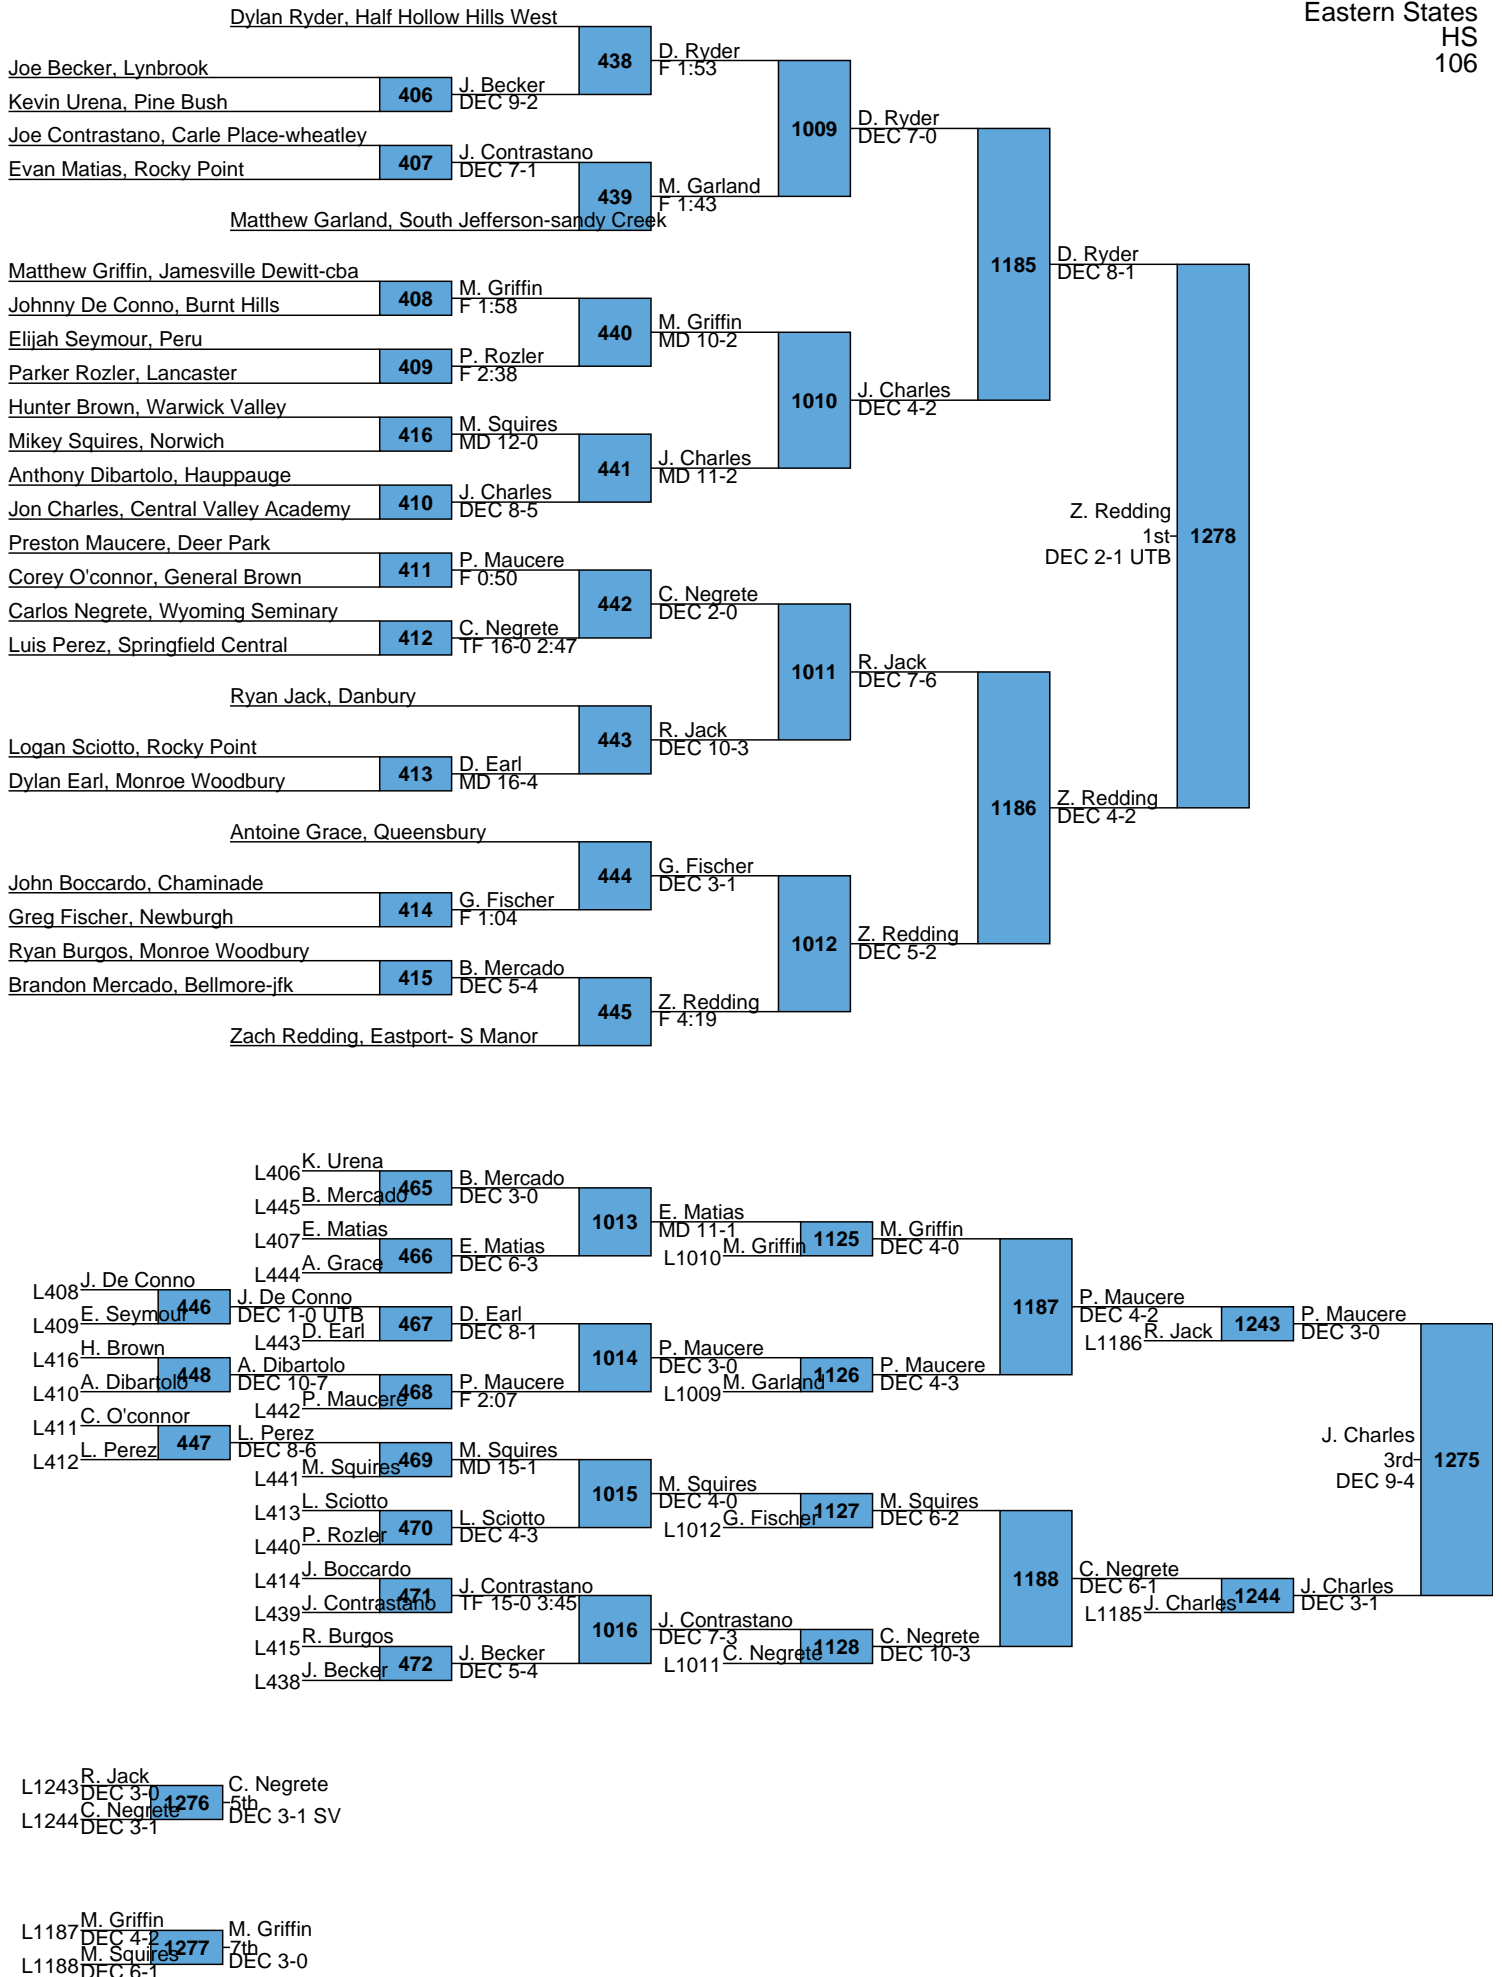 Eastern States
HS
106
Dylan Ryder, Half Hollow Hills West
438
D. Ryder
F 1:53
Joe Becker, Lynbrook
406
J. Becker
DEC 9-2
Kevin Urena, Pine Bush
1009
D. Ryder
DEC 7-0
Joe Contrastano, Carle Place-wheatley
407
J. Contrastano
DEC 7-1
Evan Matias, Rocky Point
439
M. Garland
F 1:43
Matthew Garland, South Jefferson-sandy Creek
1185
D. Ryder
DEC 8-1
Matthew Griffin, Jamesville Dewitt-cba
408
M. Griffin
F 1:58
Johnny De Conno, Burnt Hills
440
M. Griffin
MD 10-2
Elijah Seymour, Peru
409
P. Rozler
F 2:38
Parker Rozler, Lancaster
1010
J. Charles
DEC 4-2
Hunter Brown, Warwick Valley
416
M. Squires
MD 12-0
Mikey Squires, Norwich
441
J. Charles
MD 11-2
Anthony Dibartolo, Hauppauge
410
J. Charles
DEC 8-5
Jon Charles, Central Valley Academy
Z. Redding
1st
DEC 2-1 UTB
1278
Preston Maucere, Deer Park
411
P. Maucere
F 0:50
Corey O'connor, General Brown
442
C. Negrete
DEC 2-0
Carlos Negrete, Wyoming Seminary
412
C. Negrete
TF 16-0 2:47
Luis Perez, Springfield Central
1011
R. Jack
DEC 7-6
Ryan Jack, Danbury
443
R. Jack
DEC 10-3
Logan Sciotto, Rocky Point
413
D. Earl
MD 16-4
Dylan Earl, Monroe Woodbury
1186
Z. Redding
DEC 4-2
Antoine Grace, Queensbury
444
G. Fischer
DEC 3-1
John Boccardo, Chaminade
414
G. Fischer
F 1:04
Greg Fischer, Newburgh
1012
Z. Redding
DEC 5-2
Ryan Burgos, Monroe Woodbury
415
B. Mercado
DEC 5-4
Brandon Mercado, Bellmore-jfk
445
Z. Redding
F 4:19
Zach Redding, Eastport- S Manor
L406 K. Urena
465
B. Mercado
DEC 3-0
L445 B. Mercado
1013
E. Matias
MD 11-1
L407 E. Matias
466
E. Matias
DEC 6-3
L444 A. Grace
1125
M. Griffin
DEC 4-0
L1010 M. Griffin
L408 J. De Conno
446
J. De Conno
DEC 1-0 UTB
L409 E. Seymour
467
D. Earl
DEC 8-1
L443 D. Earl
1187
P. Maucere
DEC 4-2
1243
P. Maucere
DEC 3-0
L1186 R. Jack
L416 H. Brown
448
A. Dibartolo
DEC 10-7
L410 A. Dibartolo
1014
P. Maucere
DEC 3-0
1126
P. Maucere
DEC 4-3
L1009 M. Garland
468
P. Maucere
F 2:07
L442 P. Maucere
L411 C. O'connor
447
L. Perez
DEC 8-6
L412 L. Perez
469
M. Squires
MD 15-1
L441 M. Squires
J. Charles
3rd
DEC 9-4
1275
1015
M. Squires
DEC 4-0
1127
M. Squires
DEC 6-2
L1012 G. Fischer
L413 L. Sciotto
470
L. Sciotto
DEC 4-3
L440 P. Rozler
1188
C. Negrete
DEC 6-1
1244
J. Charles
DEC 3-1
L1185 J. Charles
L414 J. Boccardo
471
J. Contrastano
TF 15-0 3:45
L439 J. Contrastano
1016
J. Contrastano
DEC 7-3
1128
C. Negrete
DEC 10-3
L1011 C. Negrete
L415 R. Burgos
472
J. Becker
DEC 5-4
L438 J. Becker
L1243 R. Jack
DEC 3-0
1276
C. Negrete
5th
DEC 3-1 SV
L1244 C. Negrete
DEC 3-1
L1187 M. Griffin
DEC 4-2
1277
M. Griffin
7th
DEC 3-0
L1188 M. Squires
DEC 6-1